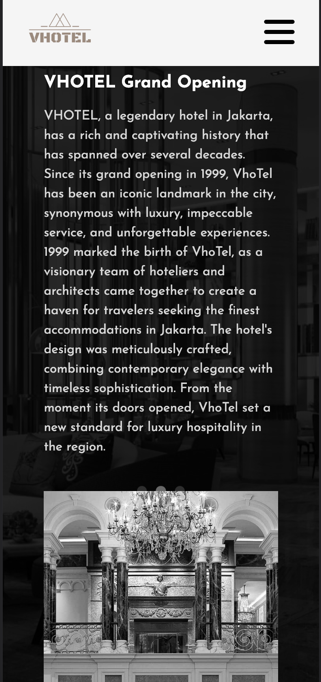 VHOTEL
VHOTEL Grand Opening
VHOTEL, a legendary hotel in Jakarta,
has a rich and captivating history that
has spanned over several decades.
Since its grand opening in 1999, VhoTel
has been an iconic landmark in the city,
synonymous with luxury, impeccable
service, and unforgettable experiences.
1999 marked the birth of VhoTel, as a
visionary team of hoteliers and
architects came together to create a
haven for travelers seeking the finest
accommodations in Jakarta. The hotel's
design was meticulously crafted,
combining contemporary elegance with
timeless sophistication. From the
moment its doors opened, VhoTel set a
new standard for luxury hospitality in
the region.